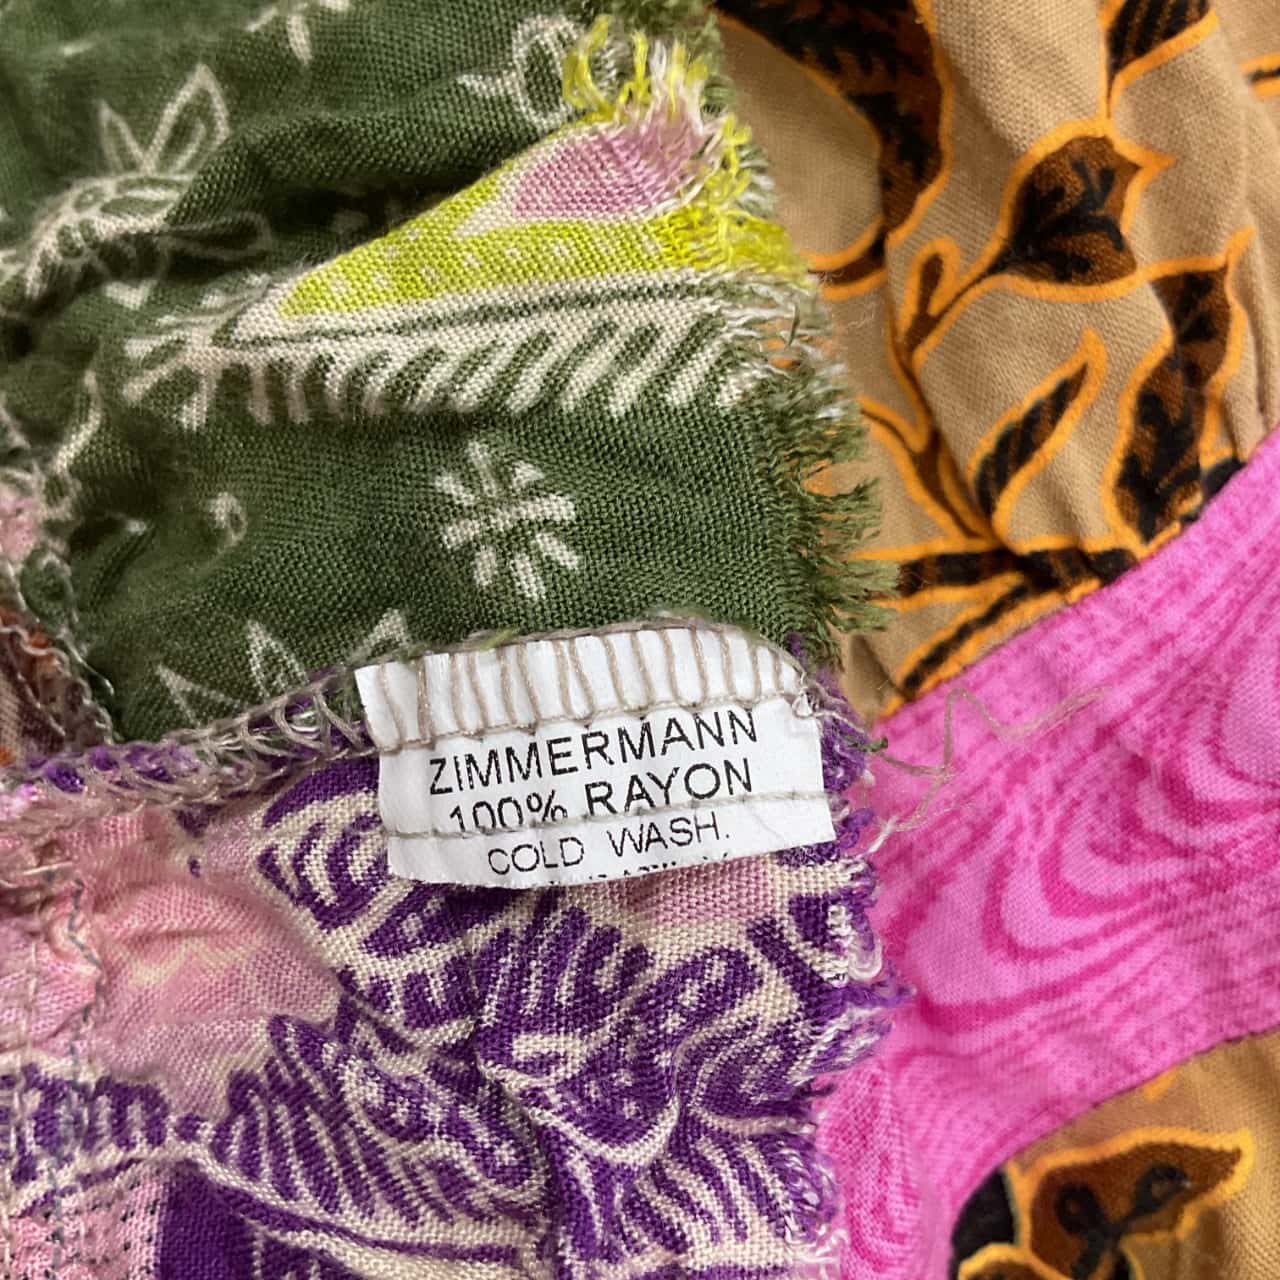 ZIMMERMANN
100% RAYON
COLD WASH.